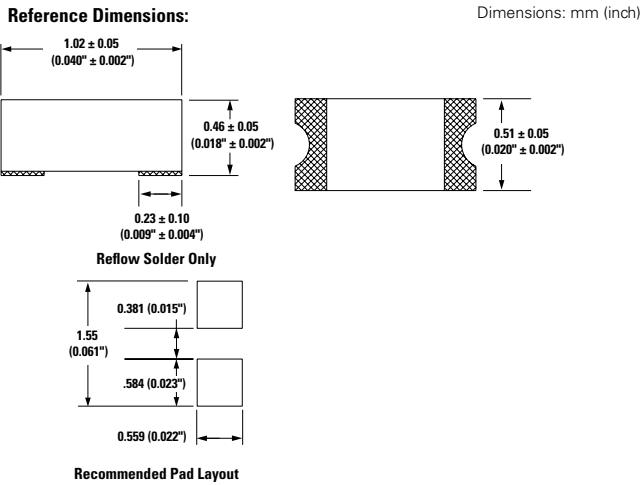 Reference Dimensions:
Dimensions: mm (inch)
1.02 ± 0.05
(0.040" ± 0.002")
0.46 ± 0.05
(0.018" ± 0.002")
0.51 ± 0.05
(0.020" ± 0.002")
0.23 ± 0.10
(0.009" ± 0.004")
Reflow Solder Only
0.381 (0.015")
1.55
(0.061")
.584 (0.023")
0.559 (0.022")
Recommended Pad Layout